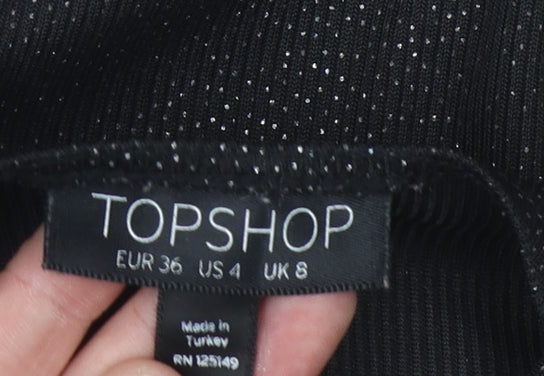 TOPSHOP
EUR 36 US 4 UK 8
Made in
Turkey
RN 125149